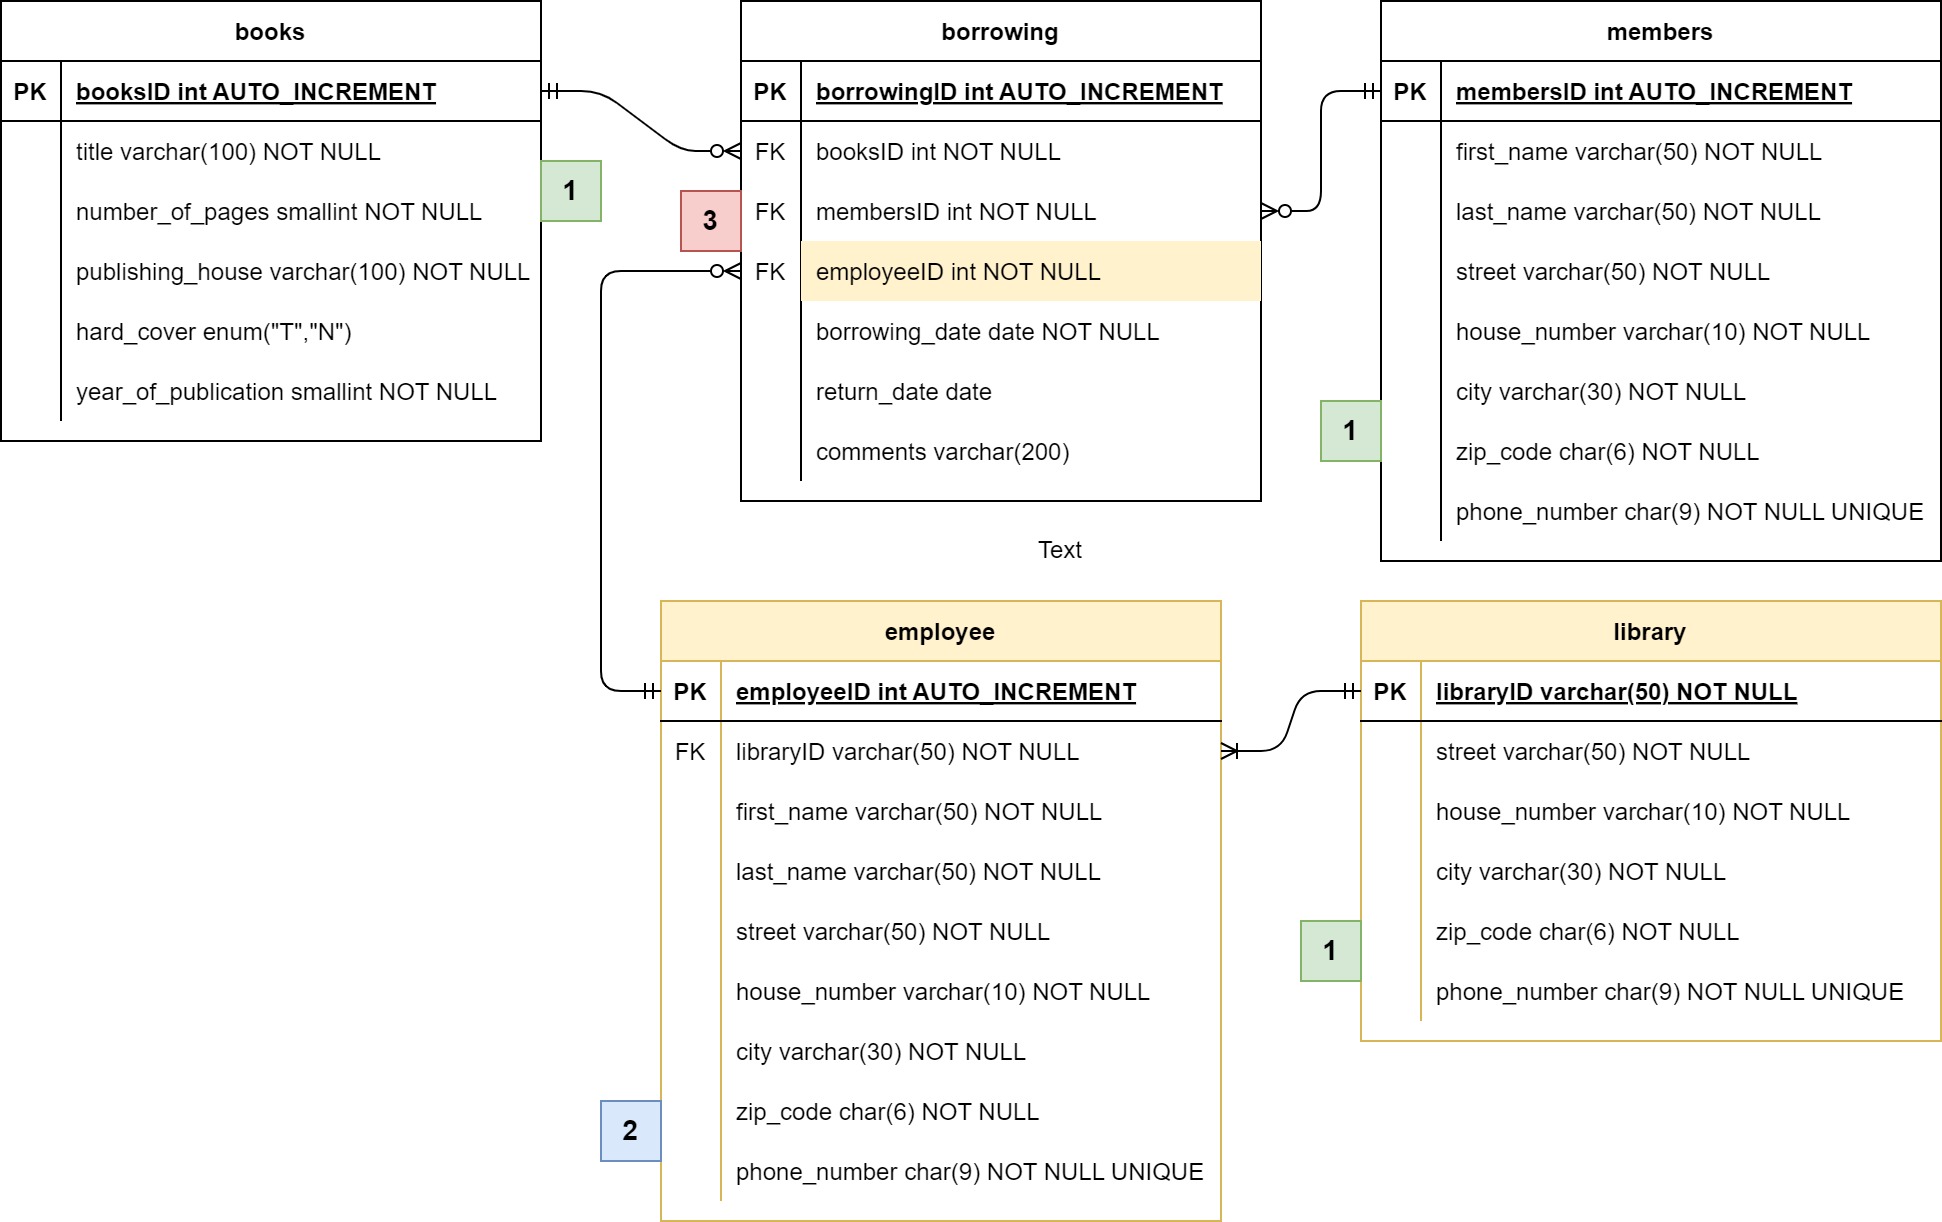 books
PK booksID int AUTO_INCREMENT
title varchar(100) NOT NULL
number_of_pages smallint NOT NULL
publishing_house varchar(100) NOT NULL
hard_cover enum("T","N")
year_of_publication smallint NOT NULL
1
borrowing
PK borrowingID int AUTO_INCREMENT
FK booksID int NOT NULL
FK membersID int NOT NULL
FK employeeID int NOT NULL
borrowing_date date NOT NULL
return_date date
comments varchar(200)
3
members
PK membersID int AUTO_INCREMENT
first_name varchar(50) NOT NULL
last_name varchar(50) NOT NULL
street varchar(50) NOT NULL
house_number varchar(10) NOT NULL
city varchar(30) NOT NULL
zip_code char(6) NOT NULL
phone_number char(9) NOT NULL UNIQUE
1
Text
employee
PK employeeID int AUTO_INCREMENT
FK libraryID varchar(50) NOT NULL
first_name varchar(50) NOT NULL
last_name varchar(50) NOT NULL
street varchar(50) NOT NULL
house_number varchar(10) NOT NULL
city varchar(30) NOT NULL
zip_code char(6) NOT NULL
phone_number char(9) NOT NULL UNIQUE
2
library
PK libraryID varchar(50) NOT NULL
street varchar(50) NOT NULL
house_number varchar(10) NOT NULL
city varchar(30) NOT NULL
zip_code char(6) NOT NULL
phone_number char(9) NOT NULL UNIQUE
1